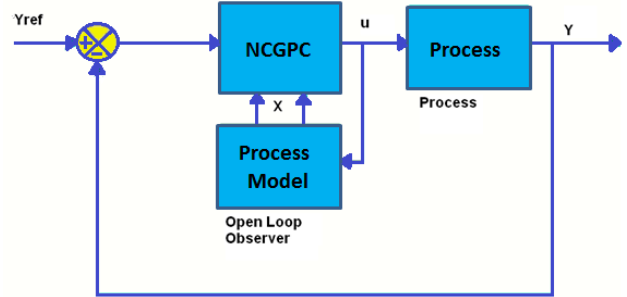 Yref
+
-
NCGPC
u
Process
Y
Process
X
Process
Model
Open Loop
Observer